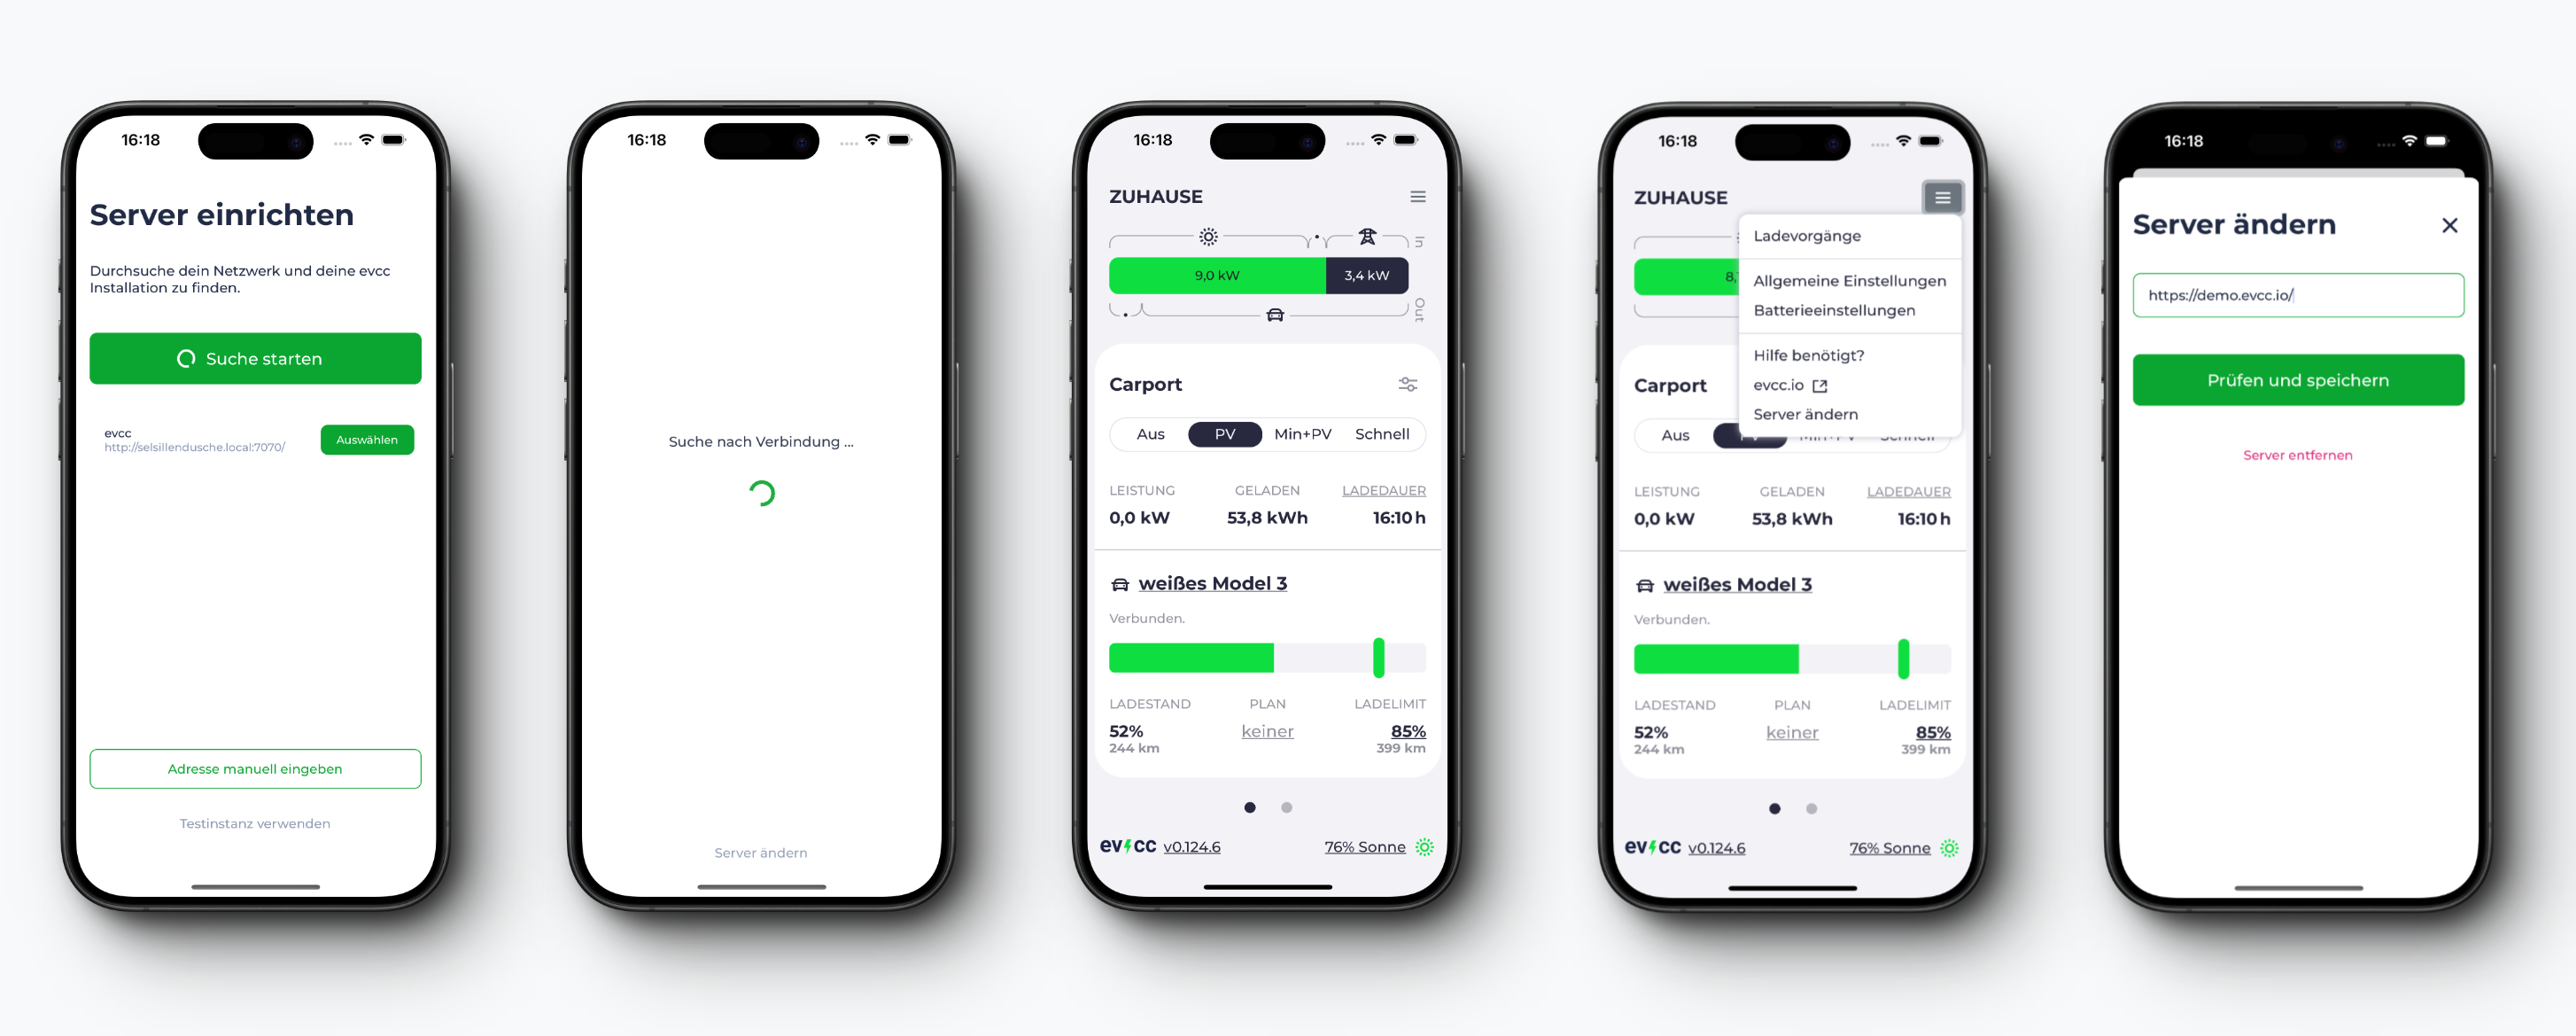 16:18
Server einrichten
Durchsuche dein Netzwerk und deine evcc
Installation zu finden.
Suche starten
evcc
http://selsillendusche.local:7070/
Auswählen
Adresse manuell eingeben
Testinstanz verwenden
16:18
Suche nach Verbindung ...
Server ändern
16:18
ZUHAUSE
In
9,0 kW
3,4 kW
Out
Carport
Aus PV Min+PV Schnell
LEISTUNG GELADEN LADEDAUER
0,0 kW 53,8 kWh 16:10 h
weißes Model 3
Verbunden.
LADESTAND PLAN LADELIMIT
52% keiner 85%
244 km 399 km
evcc v0.124.6 76% Sonne
16:18
ZUHAUSE
Ladevorgänge
Allgemeine Einstellungen
Batterieeinstellungen
Hilfe benötigt?
evcc.io
Server ändern
8,
Carport
Aus
LEISTUNG GELADEN LADEDAUER
0,0 kW 53,8 kWh 16:10 h
weißes Model 3
Verbunden.
LADESTAND PLAN LADELIMIT
52% keiner 85%
244 km 399 km
evcc v0.124.6 76% Sonne
16:18
Server ändern
https://demo.evcc.io/
Prüfen und speichern
Server entfernen